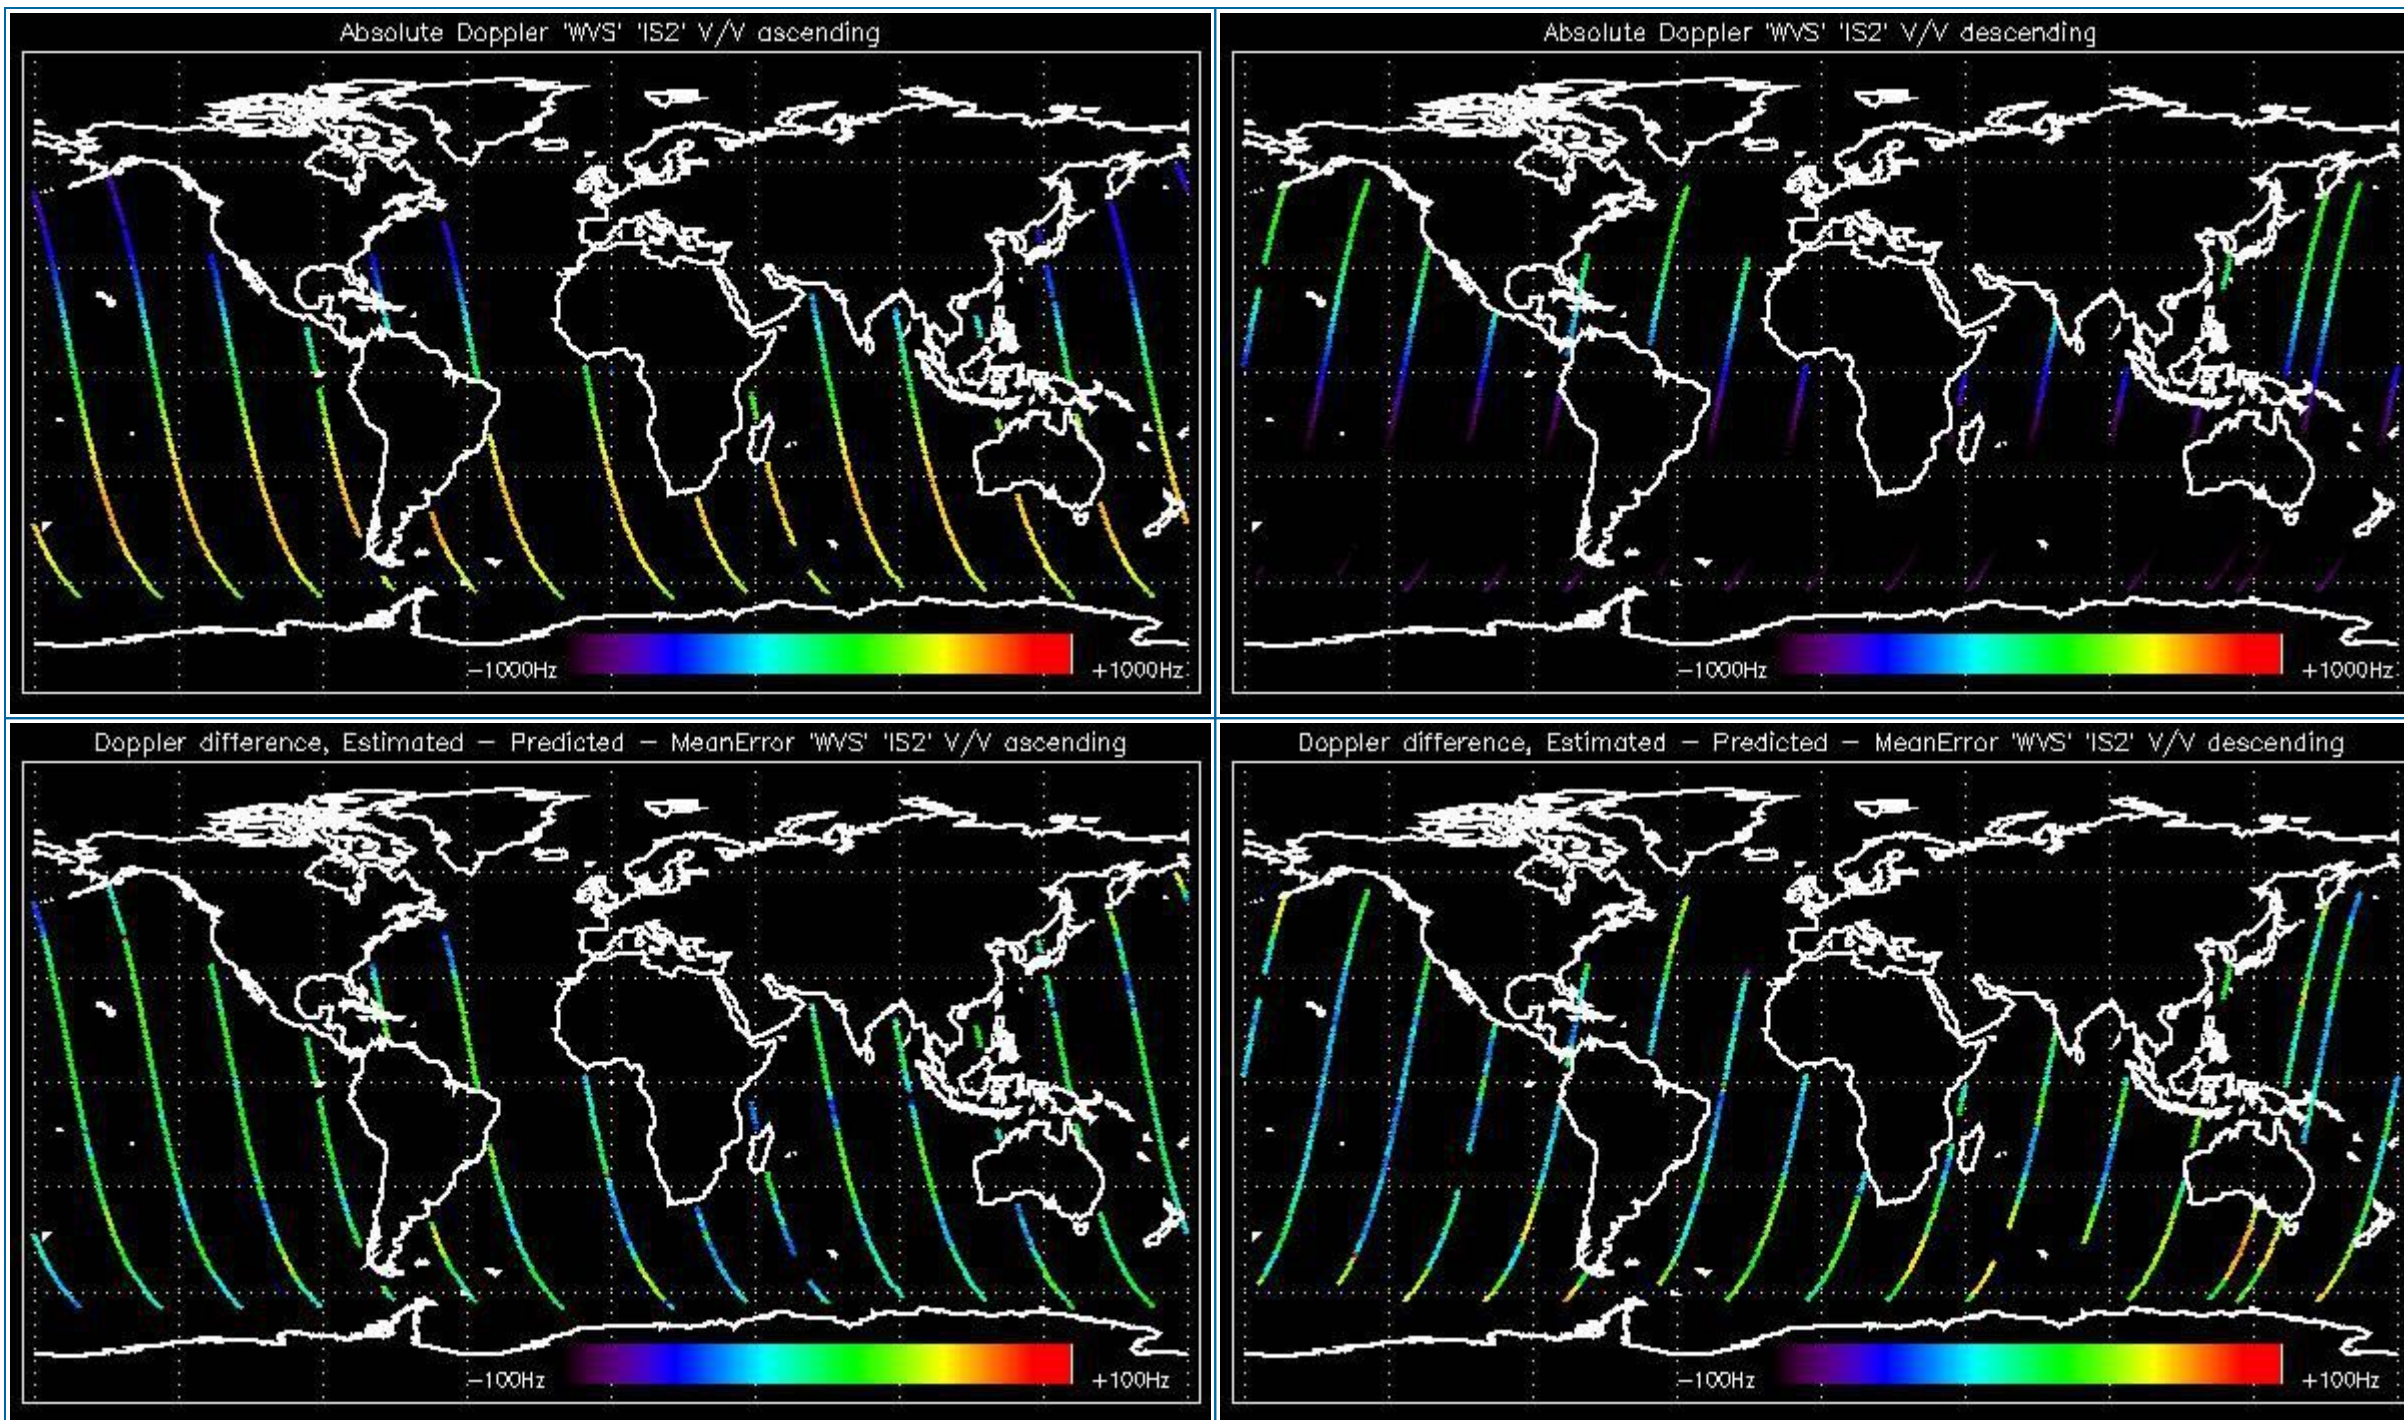 Absolute Doppler 'WVS' 'IS2' V/V ascending
-1000Hz +1000Hz
Absolute Doppler 'WVS' 'IS2' V/V descending
-1000Hz +1000Hz
Doppler difference, Estimated - Predicted - MeanError 'WVS' 'IS2' V/V ascending
-100Hz +100Hz
Doppler difference, Estimated - Predicted - MeanError 'WVS' 'IS2' V/V descending
-100Hz +100Hz